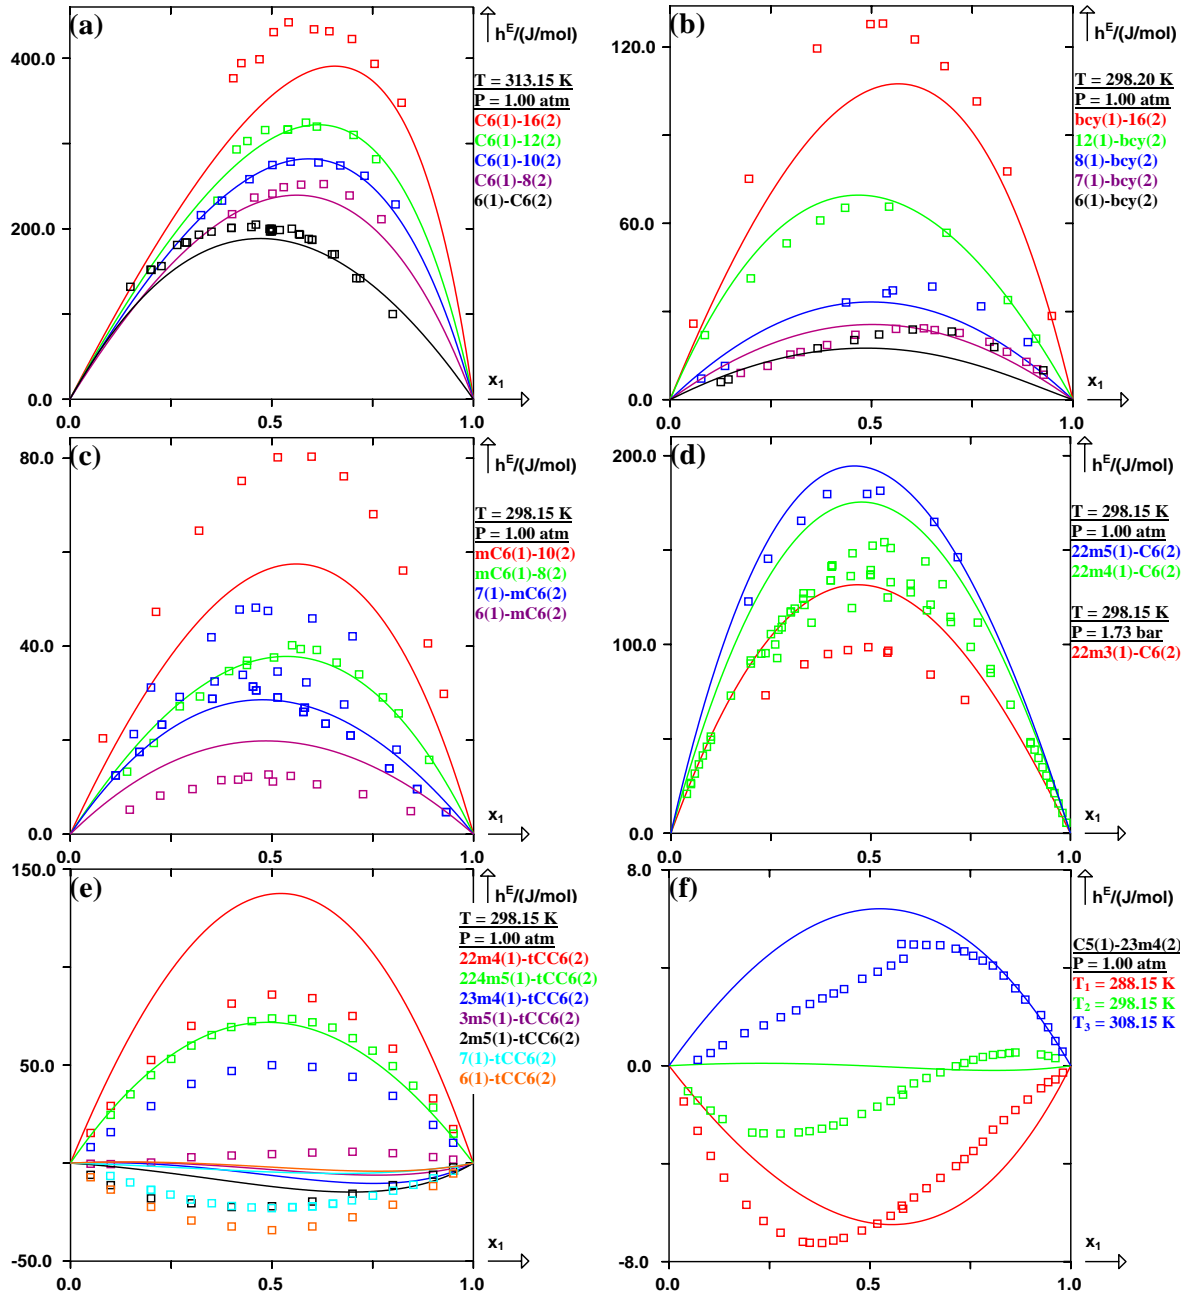 (a)
h^E/(J/mol)
400.0
T = 313.15 K
P = 1.00 atm
C6(1)-16(2)
C6(1)-12(2)
C6(1)-10(2)
C6(1)-8(2)
6(1)-C6(2)
200.0
x₁
0.0
0.0 0.5 1.0
(b)
h^E/(J/mol)
120.0
T = 298.20 K
P = 1.00 atm
bcy(1)-16(2)
12(1)-bcy(2)
8(1)-bcy(2)
7(1)-bcy(2)
6(1)-bcy(2)
60.0
x₁
0.0
0.0 0.5 1.0
(c)
h^E/(J/mol)
80.0
T = 298.15 K
P = 1.00 atm
mC6(1)-10(2)
mC6(1)-8(2)
7(1)-mC6(2)
6(1)-mC6(2)
40.0
x₁
0.0
0.0 0.5 1.0
(d)
h^E/(J/mol)
200.0
T = 298.15 K
P = 1.00 atm
22m5(1)-C6(2)
22m4(1)-C6(2)
T = 298.15 K
P = 1.73 bar
22m3(1)-C6(2)
100.0
x₁
0.0
0.0 0.5 1.0
(e)
150.0
h^E/(J/mol)
T = 298.15 K
P = 1.00 atm
22m4(1)-tCC6(2)
224m5(1)-tCC6(2)
23m4(1)-tCC6(2)
3m5(1)-tCC6(2)
2m5(1)-tCC6(2)
7(1)-tCC6(2)
6(1)-tCC6(2)
50.0
x₁
-50.0
0.0 0.5 1.0
(f)
8.0
h^E/(J/mol)
C5(1)-23m4(2)
P = 1.00 atm
T₁ = 288.15 K
T₂ = 298.15 K
T₃ = 308.15 K
0.0
x₁
-8.0
0.0 0.5 1.0